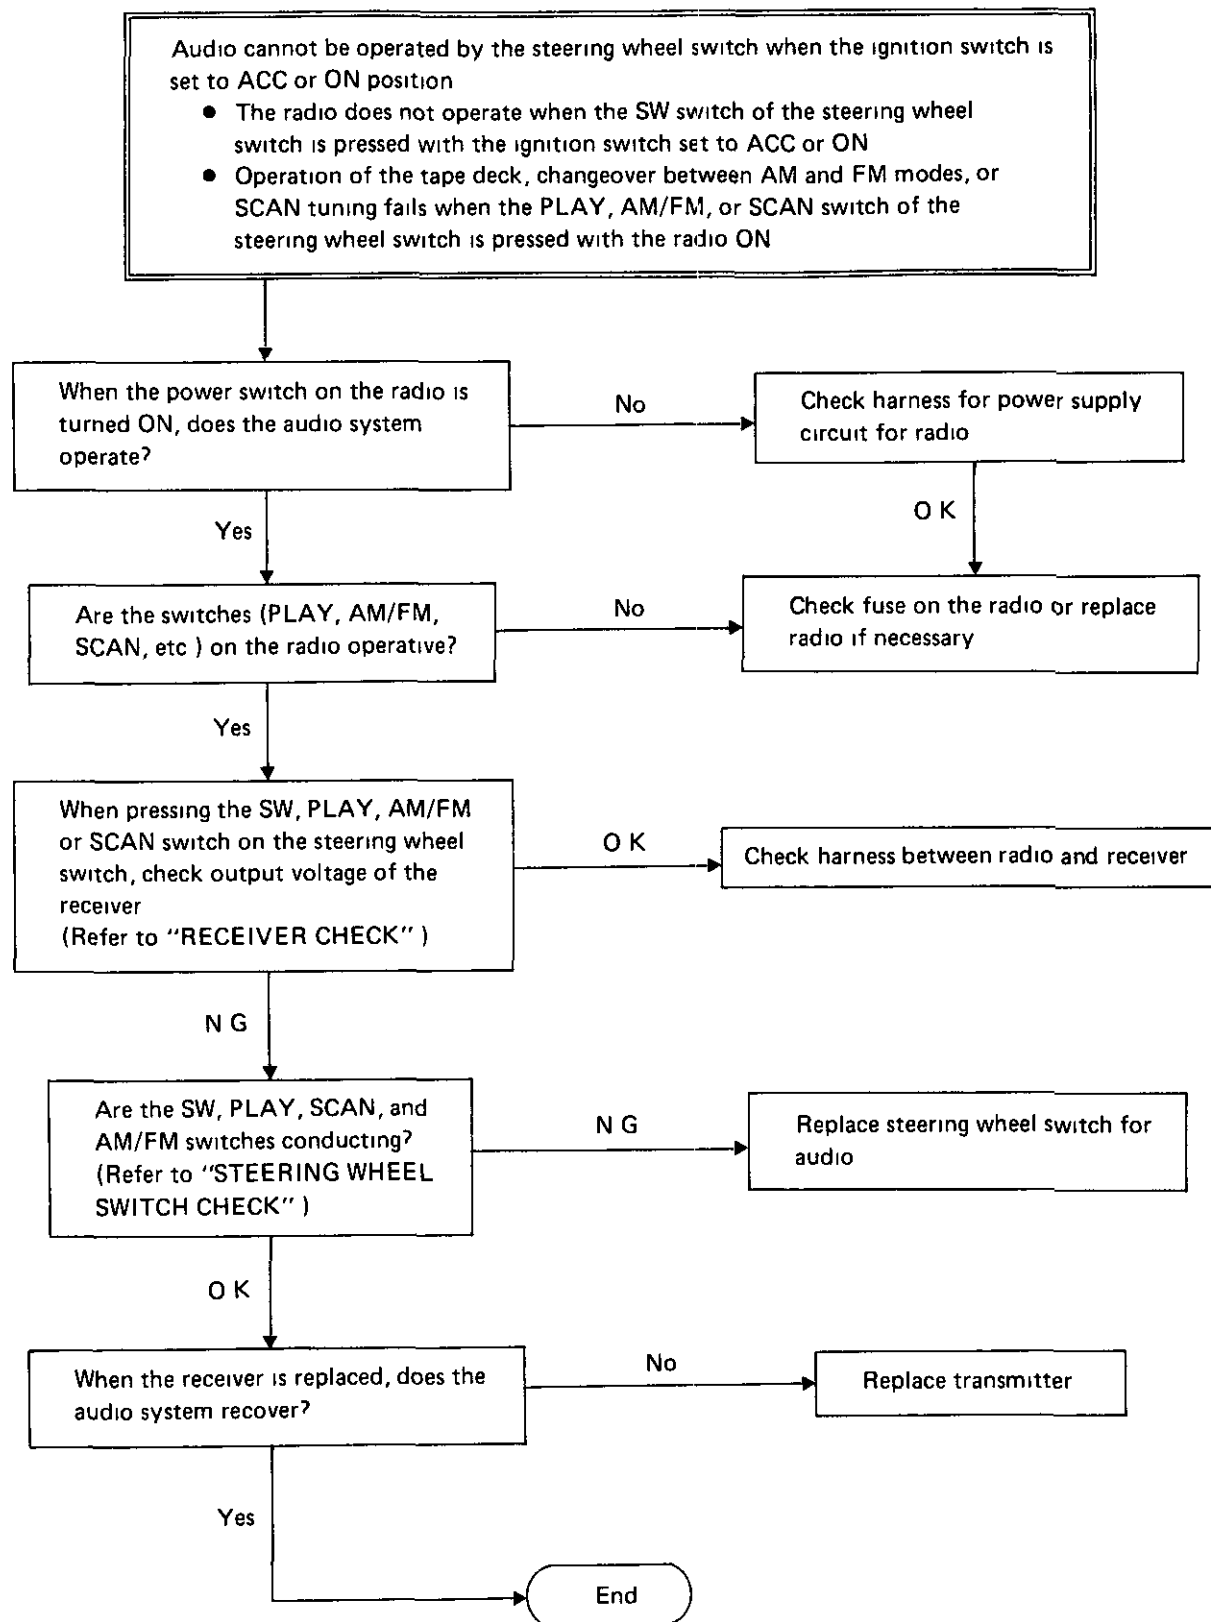 Audio cannot be operated by the steering wheel switch when the ignition switch is
set to ACC or ON position
● The radio does not operate when the SW switch of the steering wheel
switch is pressed with the ignition switch set to ACC or ON
● Operation of the tape deck, changeover between AM and FM modes, or
SCAN tuning fails when the PLAY, AM/FM, or SCAN switch of the
steering wheel switch is pressed with the radio ON
When the power switch on the radio is
turned ON, does the audio system
operate?
No
Check harness for power supply
circuit for radio
Yes
O K
Are the switches (PLAY, AM/FM,
SCAN, etc ) on the radio operative?
No
Check fuse on the radio or replace
radio if necessary
Yes
When pressing the SW, PLAY, AM/FM
or SCAN switch on the steering wheel
switch, check output voltage of the
receiver
(Refer to “RECEIVER CHECK” )
O K
Check harness between radio and receiver
N G
Are the SW, PLAY, SCAN, and
AM/FM switches conducting?
(Refer to “STEERING WHEEL
SWITCH CHECK” )
N G
Replace steering wheel switch for
audio
O K
When the receiver is replaced, does the
audio system recover?
No
Replace transmitter
Yes
End